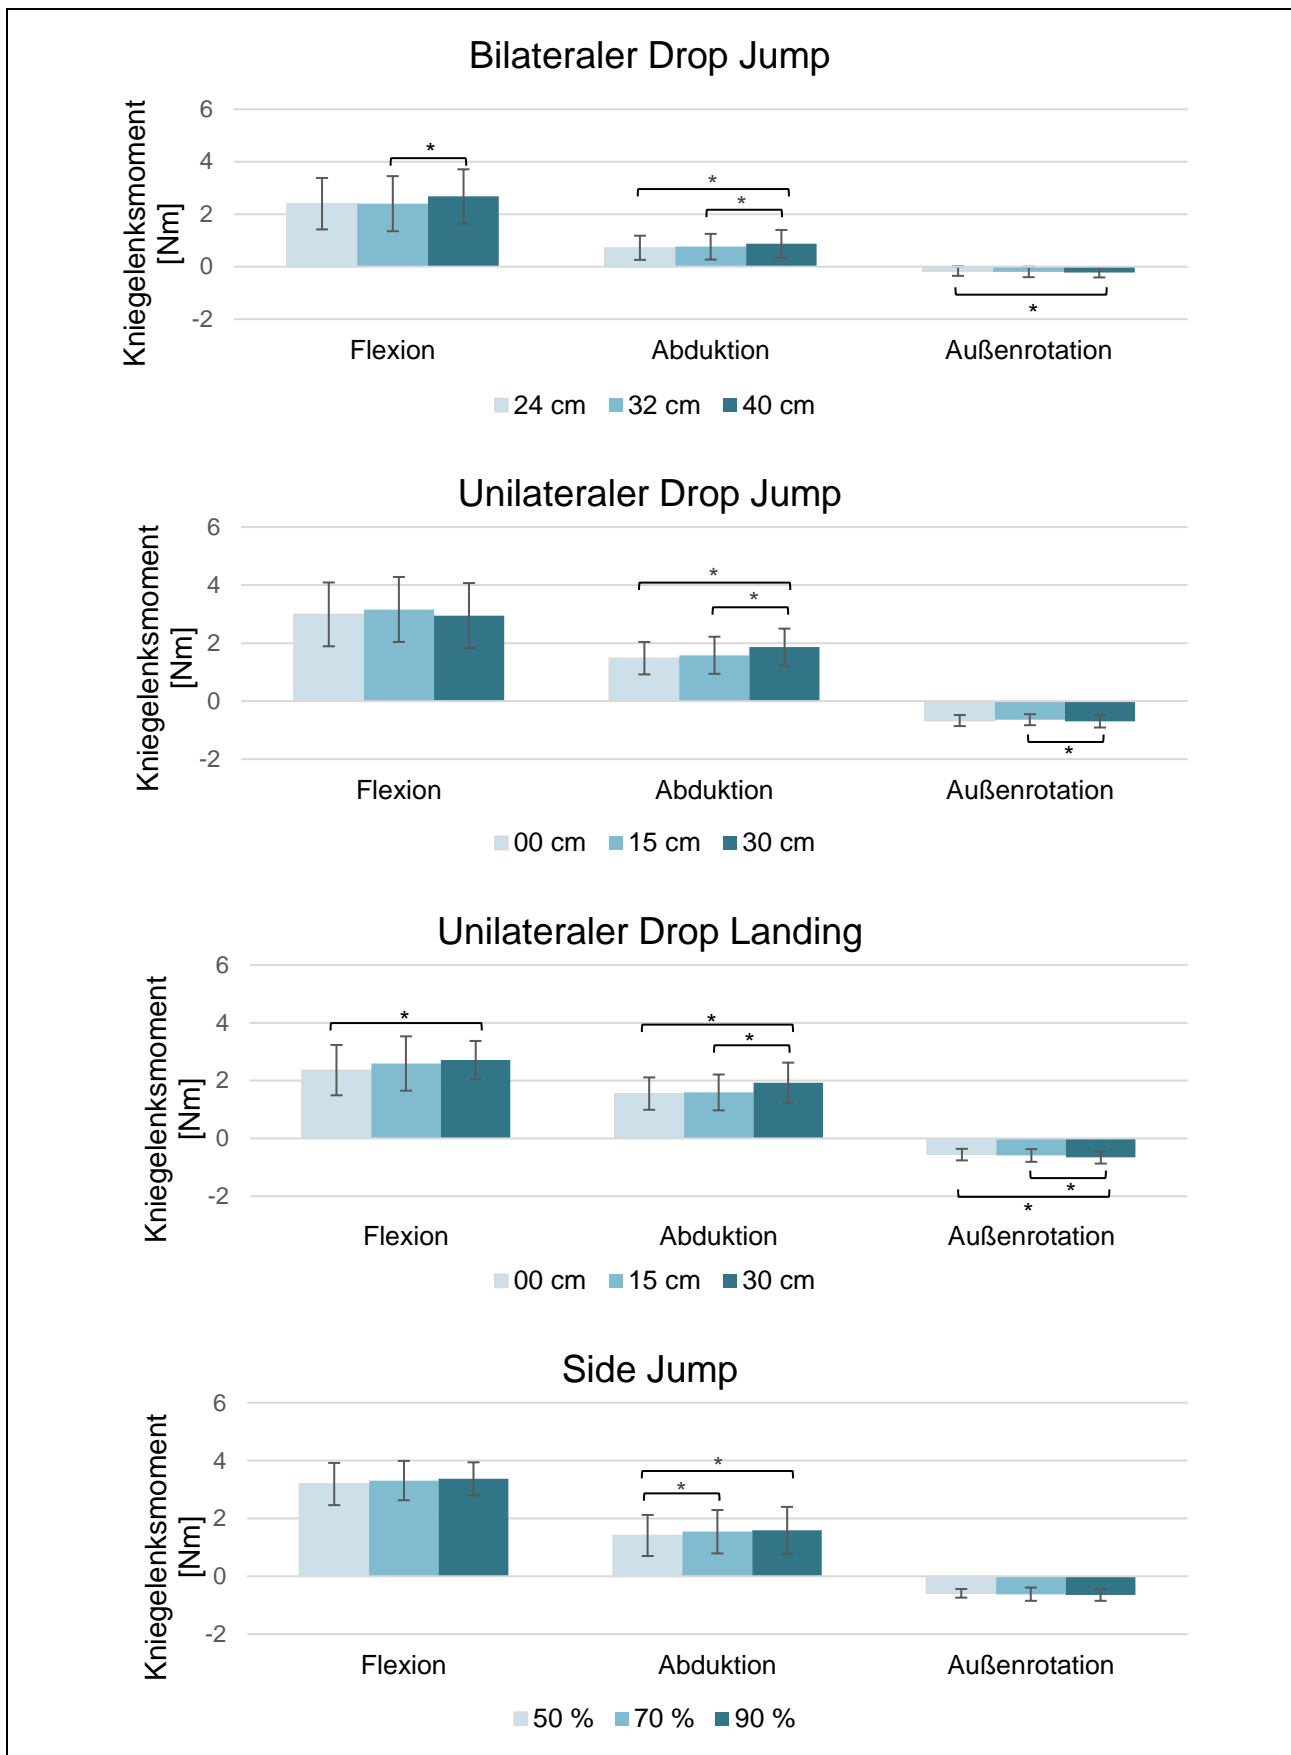 Bilateraler Drop Jump
Kniegelenksmoment
[Nm]
6
4
2
0
-2
*
*
*
*
Flexion Abduktion Außenrotation
24 cm 32 cm 40 cm
Unilateraler Drop Jump
Kniegelenksmoment
[Nm]
6
4
2
0
-2
*
*
*
Flexion Abduktion Außenrotation
00 cm 15 cm 30 cm
Unilateraler Drop Landing
Kniegelenksmoment
[Nm]
6
4
2
0
-2
*
*
*
*
*
Flexion Abduktion Außenrotation
00 cm 15 cm 30 cm
Side Jump
Kniegelenksmoment
[Nm]
6
4
2
0
-2
*
*
Flexion Abduktion Außenrotation
50 % 70 % 90 %